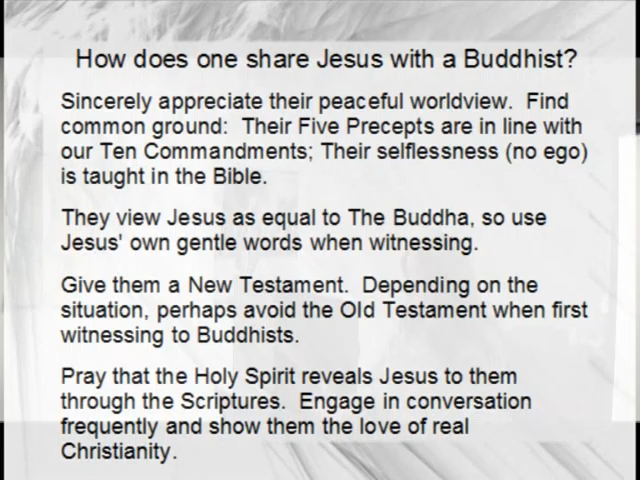 How does one share Jesus with a Buddhist?
Sincerely appreciate their peaceful worldview.  Find
common ground:  Their Five Precepts are in line with
our Ten Commandments; Their selflessness (no ego)
is taught in the Bible.
They view Jesus as equal to The Buddha, so use
Jesus' own gentle words when witnessing.
Give them a New Testament.  Depending on the
situation, perhaps avoid the Old Testament when first
witnessing to Buddhists.
Pray that the Holy Spirit reveals Jesus to them
through the Scriptures.  Engage in conversation
frequently and show them the love of real
Christianity.